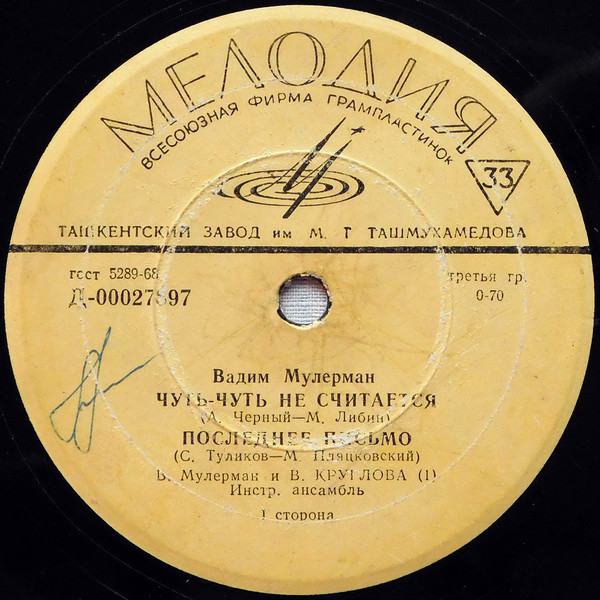 МЕЛОДИЯ
ВСЕСОЮЗНАЯ ФИРМА ГРАМПЛАСТИНОК
33
ТАШКЕНТСКИЙ ЗАВОД им М. Т ТАШМУХАМЕДОВА
гост 5289-68
третья гр.
Д-00027897
0-70
Вадим Мулерман
ЧУТЬ-ЧУТЬ НЕ СЧИТАЕТСЯ
(А. Черный—М. Либин)
ПОСЛЕДНЕЕ ПИСЬМО
(С. Туликов—М. Пляцковский)
В. Мулерман и В. КРУГЛОВА (1)
Инстр. ансамбль
1 сторона